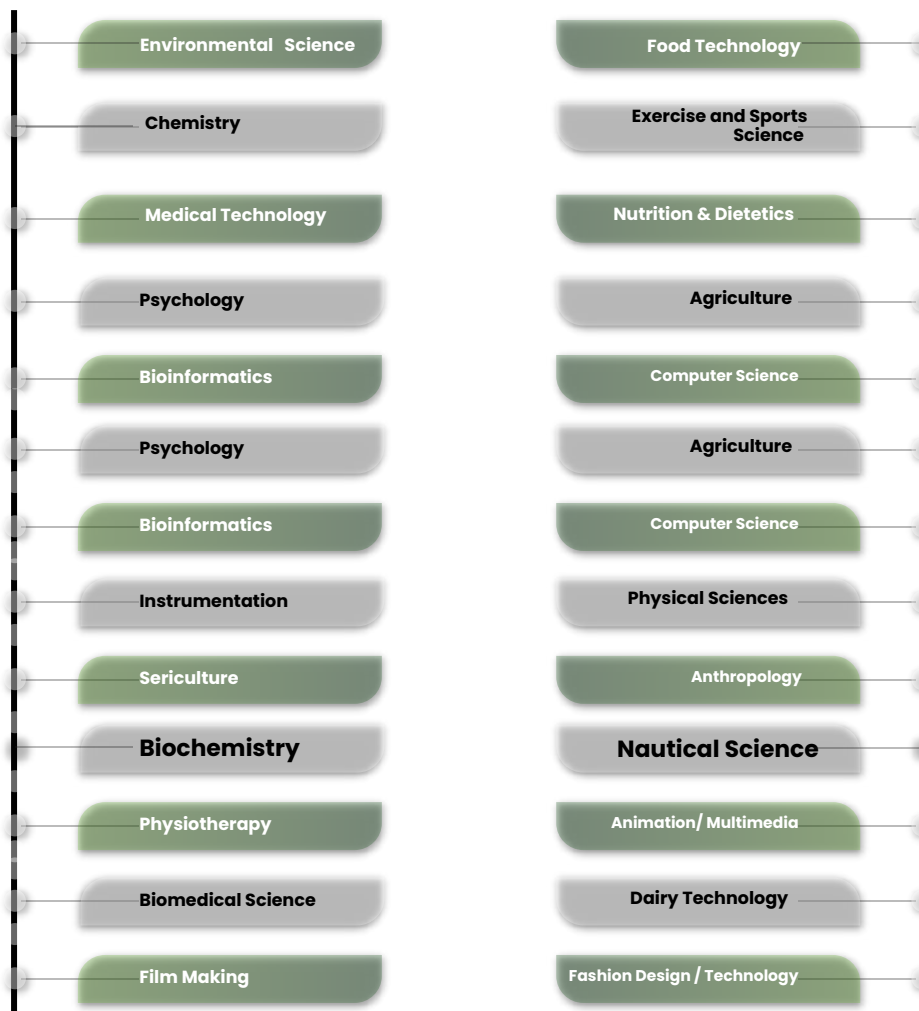 Environmental Science
Food Technology
Chemistry
Exercise and Sports
Science
Medical Technology
Nutrition & Dietetics
Psychology
Agriculture
Bioinformatics
Computer Science
Psychology
Agriculture
Bioinformatics
Computer Science
Instrumentation
Physical Sciences
Sericulture
Anthropology
Biochemistry
Nautical Science
Physiotherapy
Animation/ Multimedia
Biomedical Science
Dairy Technology
Film Making
Fashion Design / Technology